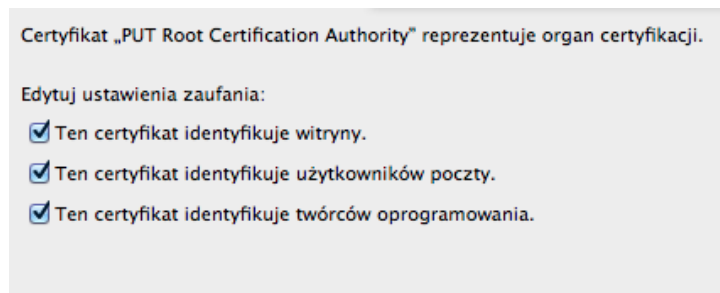 Certyfikat „PUT Root Certification Authority” reprezentuje organ certyfikacji.
Edytuj ustawienia zaufania:
Ten certyfikat identyfikuje witryny.
Ten certyfikat identyfikuje użytkowników poczty.
Ten certyfikat identyfikuje twórców oprogramowania.